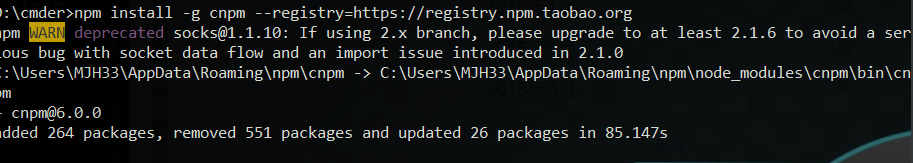 D:\cmder>npm install -g cnpm --registry=https://registry.npm.taobao.org
npm WARN deprecated socks@1.1.10: If using 2.x branch, please upgrade to at least 2.1.6 to avoid a ser
ious bug with socket data flow and an import issue introduced in 2.1.0
C:\Users\MJH33\AppData\Roaming\npm\cnpm -> C:\Users\MJH33\AppData\Roaming\npm\node_modules\cnpm\bin\cn
pm
+ cnpm@6.0.0
added 264 packages, removed 551 packages and updated 26 packages in 85.147s